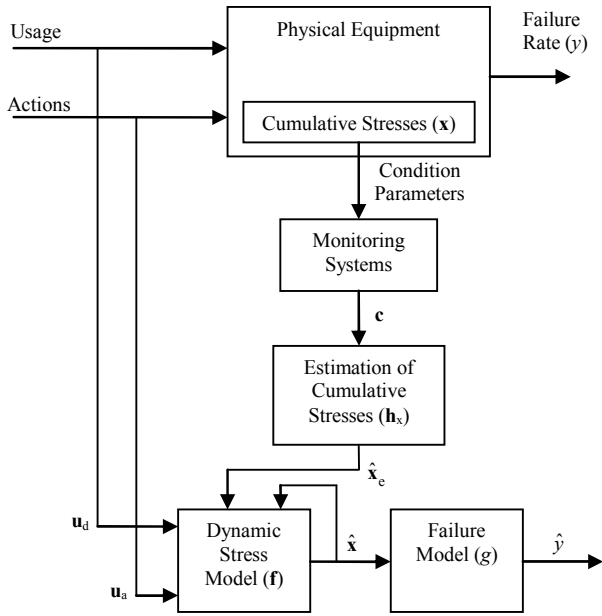 Usage
Physical Equipment
Failure
Rate (y)
Actions
Cumulative Stresses (x)
Condition
Parameters
Monitoring
Systems
c
Estimation of
Cumulative
Stresses (hₓ)
x̂ₑ
u_d
Dynamic
Stress
Model (f)
x̂
Failure
Model (g)
ŷ
uₐ